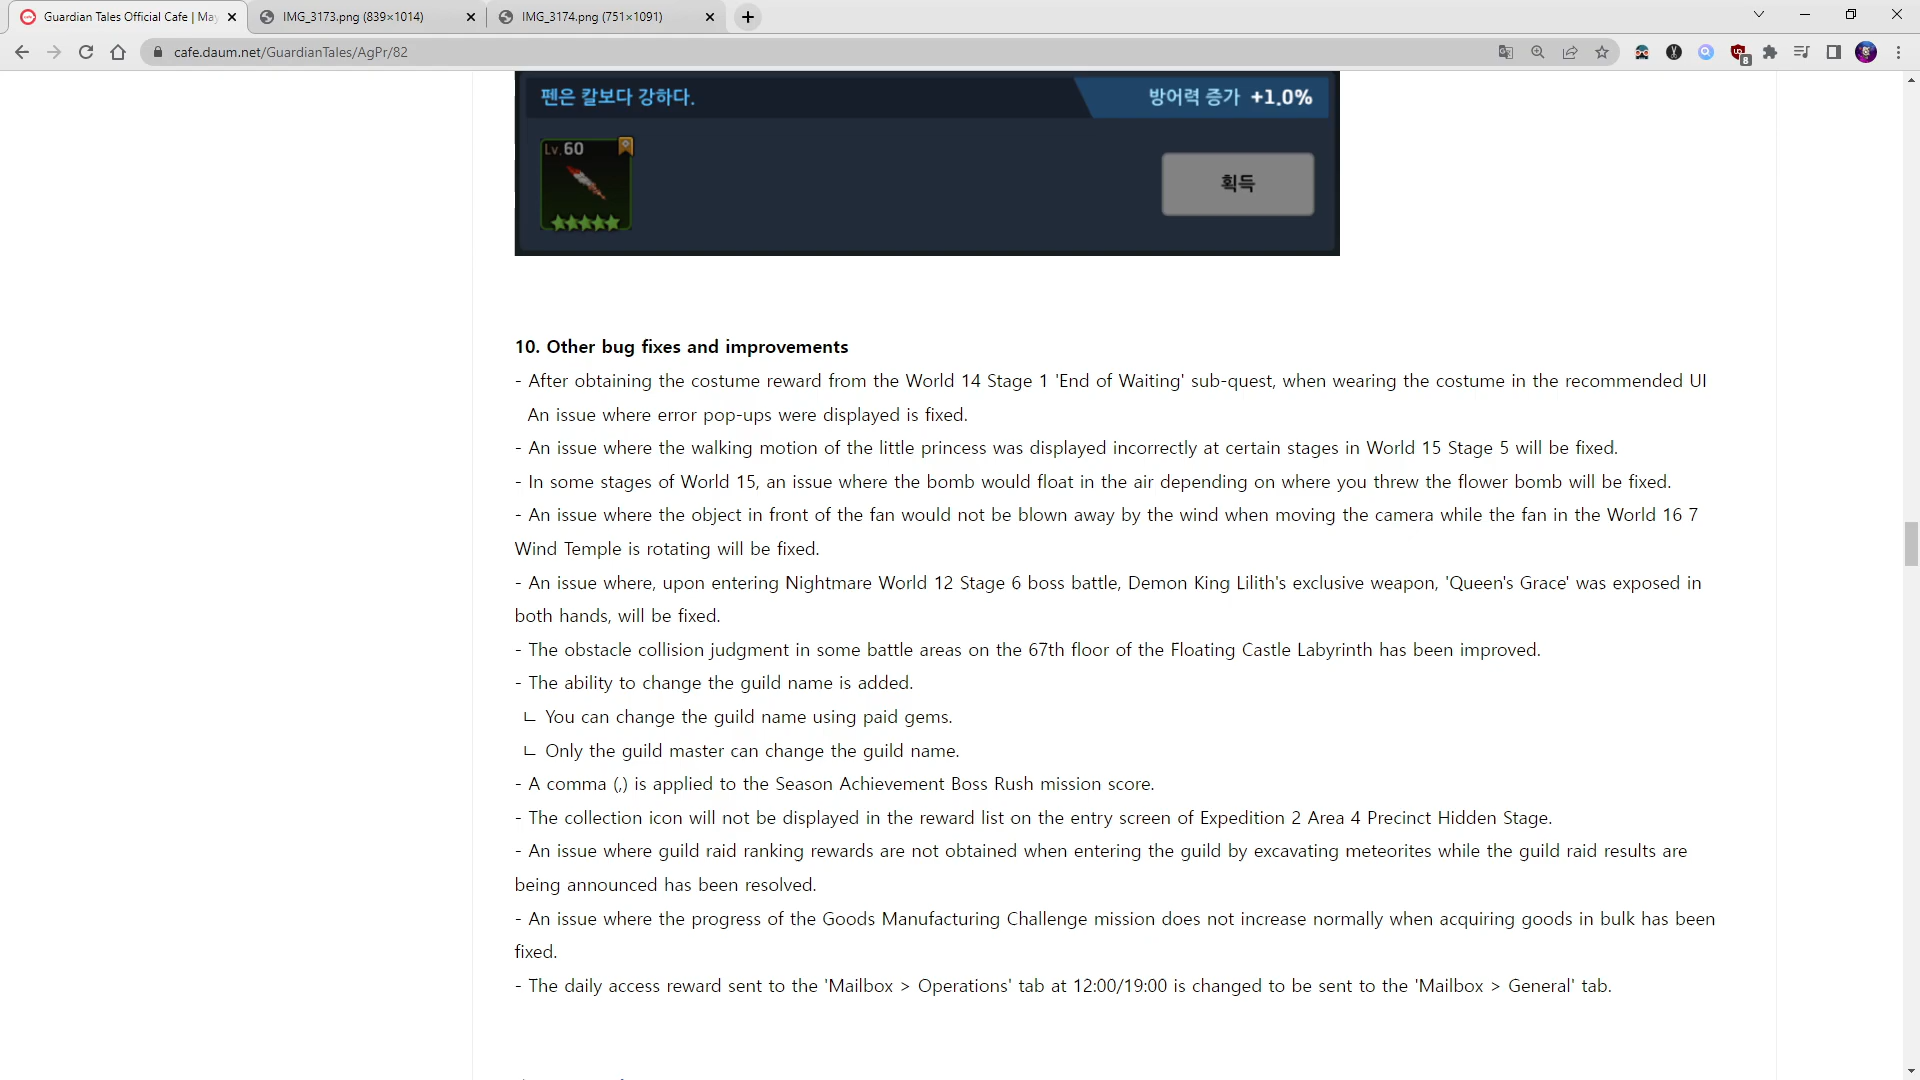 Guardian Tales Official Cafe | May
IMG_3173.png (839×1014)
IMG_3174.png (751×1091)
cafe.daum.net/GuardianTales/AgPr/82
8
펜은 칼보다 강하다.
방어력 증가 +1.0%
Lv.60
획득
10. Other bug fixes and improvements
- After obtaining the costume reward from the World 14 Stage 1 'End of Waiting' sub-quest, when wearing the costume in the recommended UI
An issue where error pop-ups were displayed is fixed.
- An issue where the walking motion of the little princess was displayed incorrectly at certain stages in World 15 Stage 5 will be fixed.
- In some stages of World 15, an issue where the bomb would float in the air depending on where you threw the flower bomb will be fixed.
- An issue where the object in front of the fan would not be blown away by the wind when moving the camera while the fan in the World 16 7
Wind Temple is rotating will be fixed.
- An issue where, upon entering Nightmare World 12 Stage 6 boss battle, Demon King Lilith's exclusive weapon, 'Queen's Grace' was exposed in
both hands, will be fixed.
- The obstacle collision judgment in some battle areas on the 67th floor of the Floating Castle Labyrinth has been improved.
- The ability to change the guild name is added.
ㄴ You can change the guild name using paid gems.
ㄴ Only the guild master can change the guild name.
- A comma (,) is applied to the Season Achievement Boss Rush mission score.
- The collection icon will not be displayed in the reward list on the entry screen of Expedition 2 Area 4 Precinct Hidden Stage.
- An issue where guild raid ranking rewards are not obtained when entering the guild by excavating meteorites while the guild raid results are
being announced has been resolved.
- An issue where the progress of the Goods Manufacturing Challenge mission does not increase normally when acquiring goods in bulk has been
fixed.
- The daily access reward sent to the 'Mailbox > Operations' tab at 12:00/19:00 is changed to be sent to the 'Mailbox > General' tab.